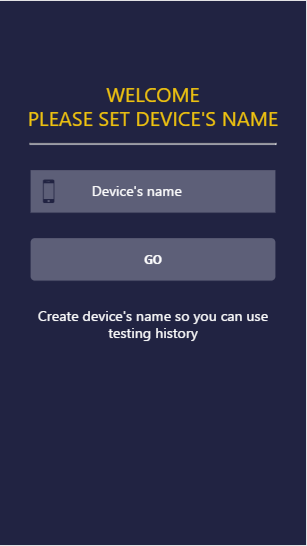 WELCOME
PLEASE SET DEVICE'S NAME
Device's name
GO
Create device's name so you can use
testing history